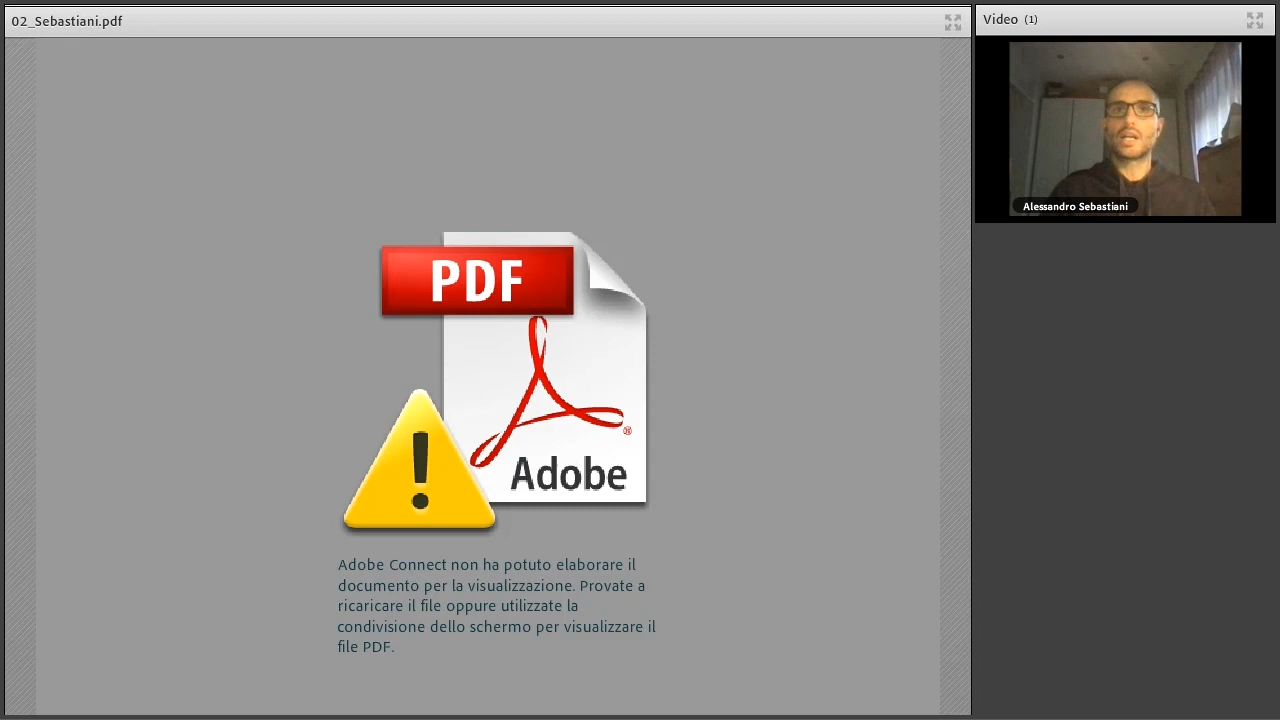 02_Sebastiani.pdf
Video (1)
Alessandro Sebastiani
PDF
®
Adobe
Adobe Connect non ha potuto elaborare il
documento per la visualizzazione. Provate a
ricaricare il file oppure utilizzate la
condivisione dello schermo per visualizzare il
file PDF.